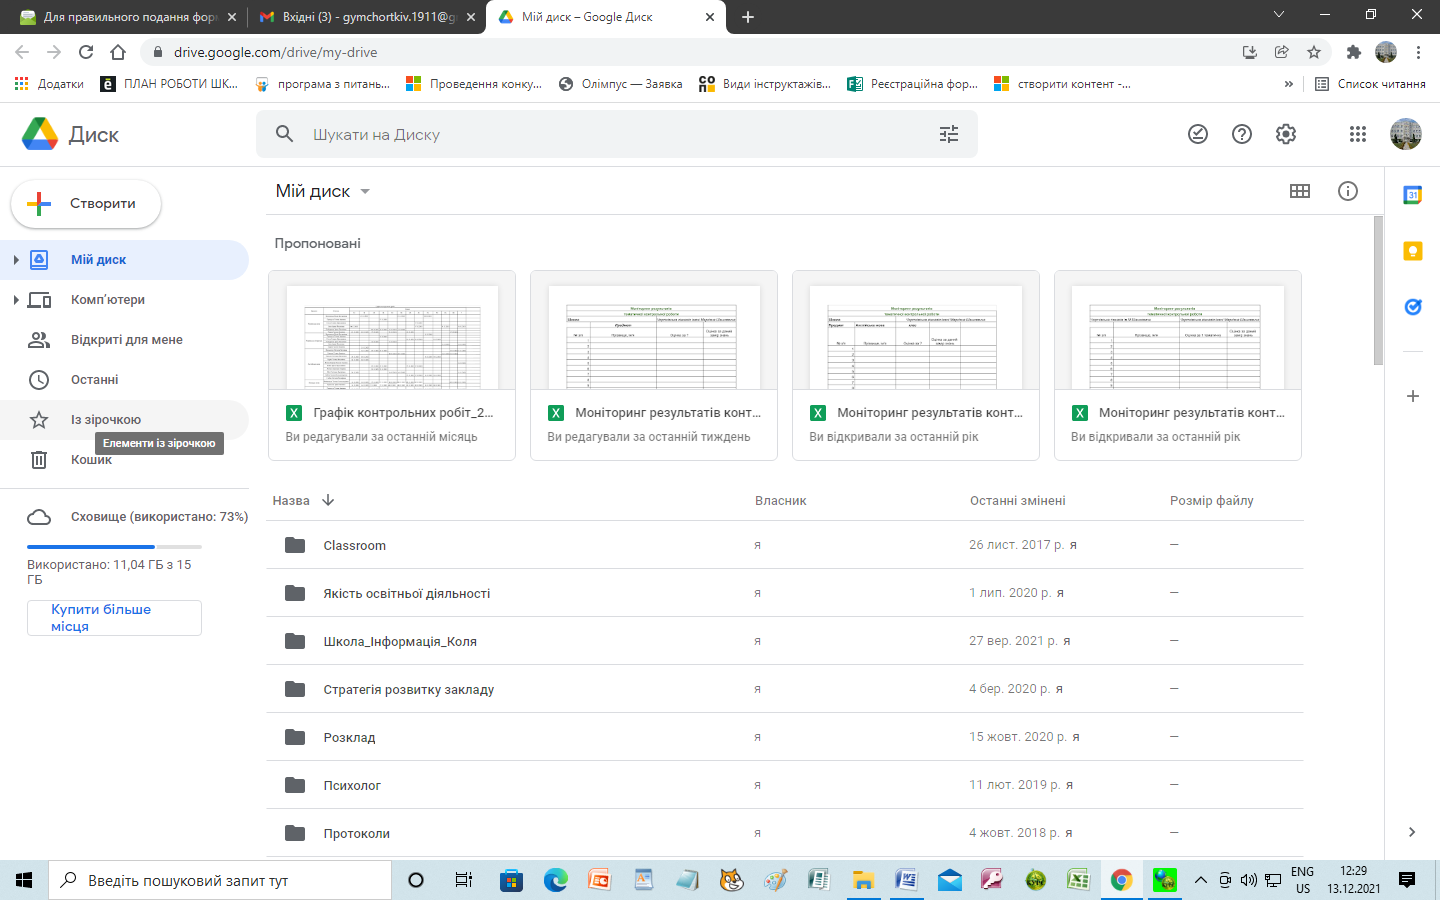 Для правильного подання фор
Вхідні (3) - gymchortkiv.1911@g
Мій диск – Google Диск
drive.google.com/drive/my-drive
Додатки
ПЛАН РОБОТИ ШК...
програма з питань...
Проведення конку...
Олімпус — Заявка
Види інструктажів...
Реєстраційна фор...
створити контент -...
»
Список читання
Диск
Шукати на Диску
Створити
Мій диск
Комп’ютери
Відкриті для мене
Останні
Із зірочкою
Елементи із зірочкою
Кошик
Сховище (використано: 73%)
Використано: 11,04 ГБ з 15
ГБ
Купити більше
місця
Мій диск
Пропоновані
Графік контрольних робіт_2...
Ви редагували за останній місяць
Моніторинг результатів конт...
Ви редагували за останній тиждень
Моніторинг результатів конт...
Ви відкривали за останній рік
Моніторинг результатів конт...
Ви відкривали за останній рік
Назва Власник Останні змінені Розмір файлу
Classroom я 26 лист. 2017 р. я —
Якість освітньої діяльності я 1 лип. 2020 р. я —
Школа_Інформація_Коля я 27 вер. 2021 р. я —
Стратегія розвитку закладу я 4 бер. 2020 р. я —
Розклад я 15 жовт. 2020 р. я —
Психолог я 11 лют. 2019 р. я —
Протоколи я 4 жовт. 2018 р. я —
31
Введіть пошуковий запит тут
ENG
US
12:29
13.12.2021